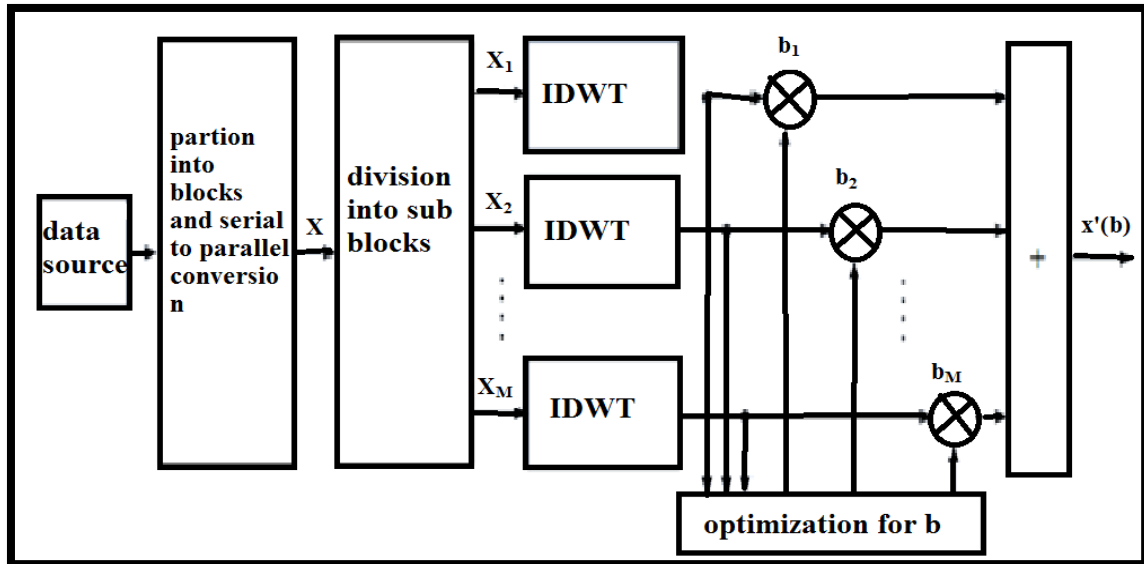 data
source
partion
into
blocks
and serial
to parallel
conversio
n
X
division
into sub
blocks
X1
IDWT
X2
IDWT
XM
IDWT
b1
b2
bM
optimization for b
+
x'(b)